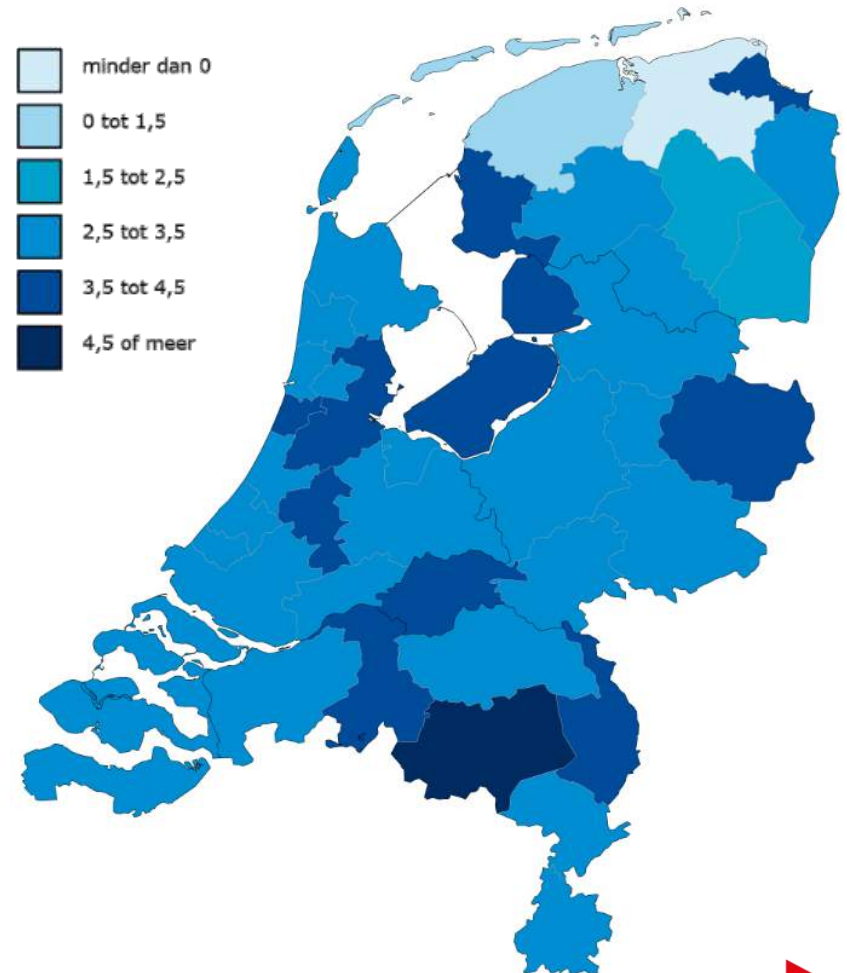 minder dan 0
0 tot 1,5
1,5 tot 2,5
2,5 tot 3,5
3,5 tot 4,5
4,5 of meer